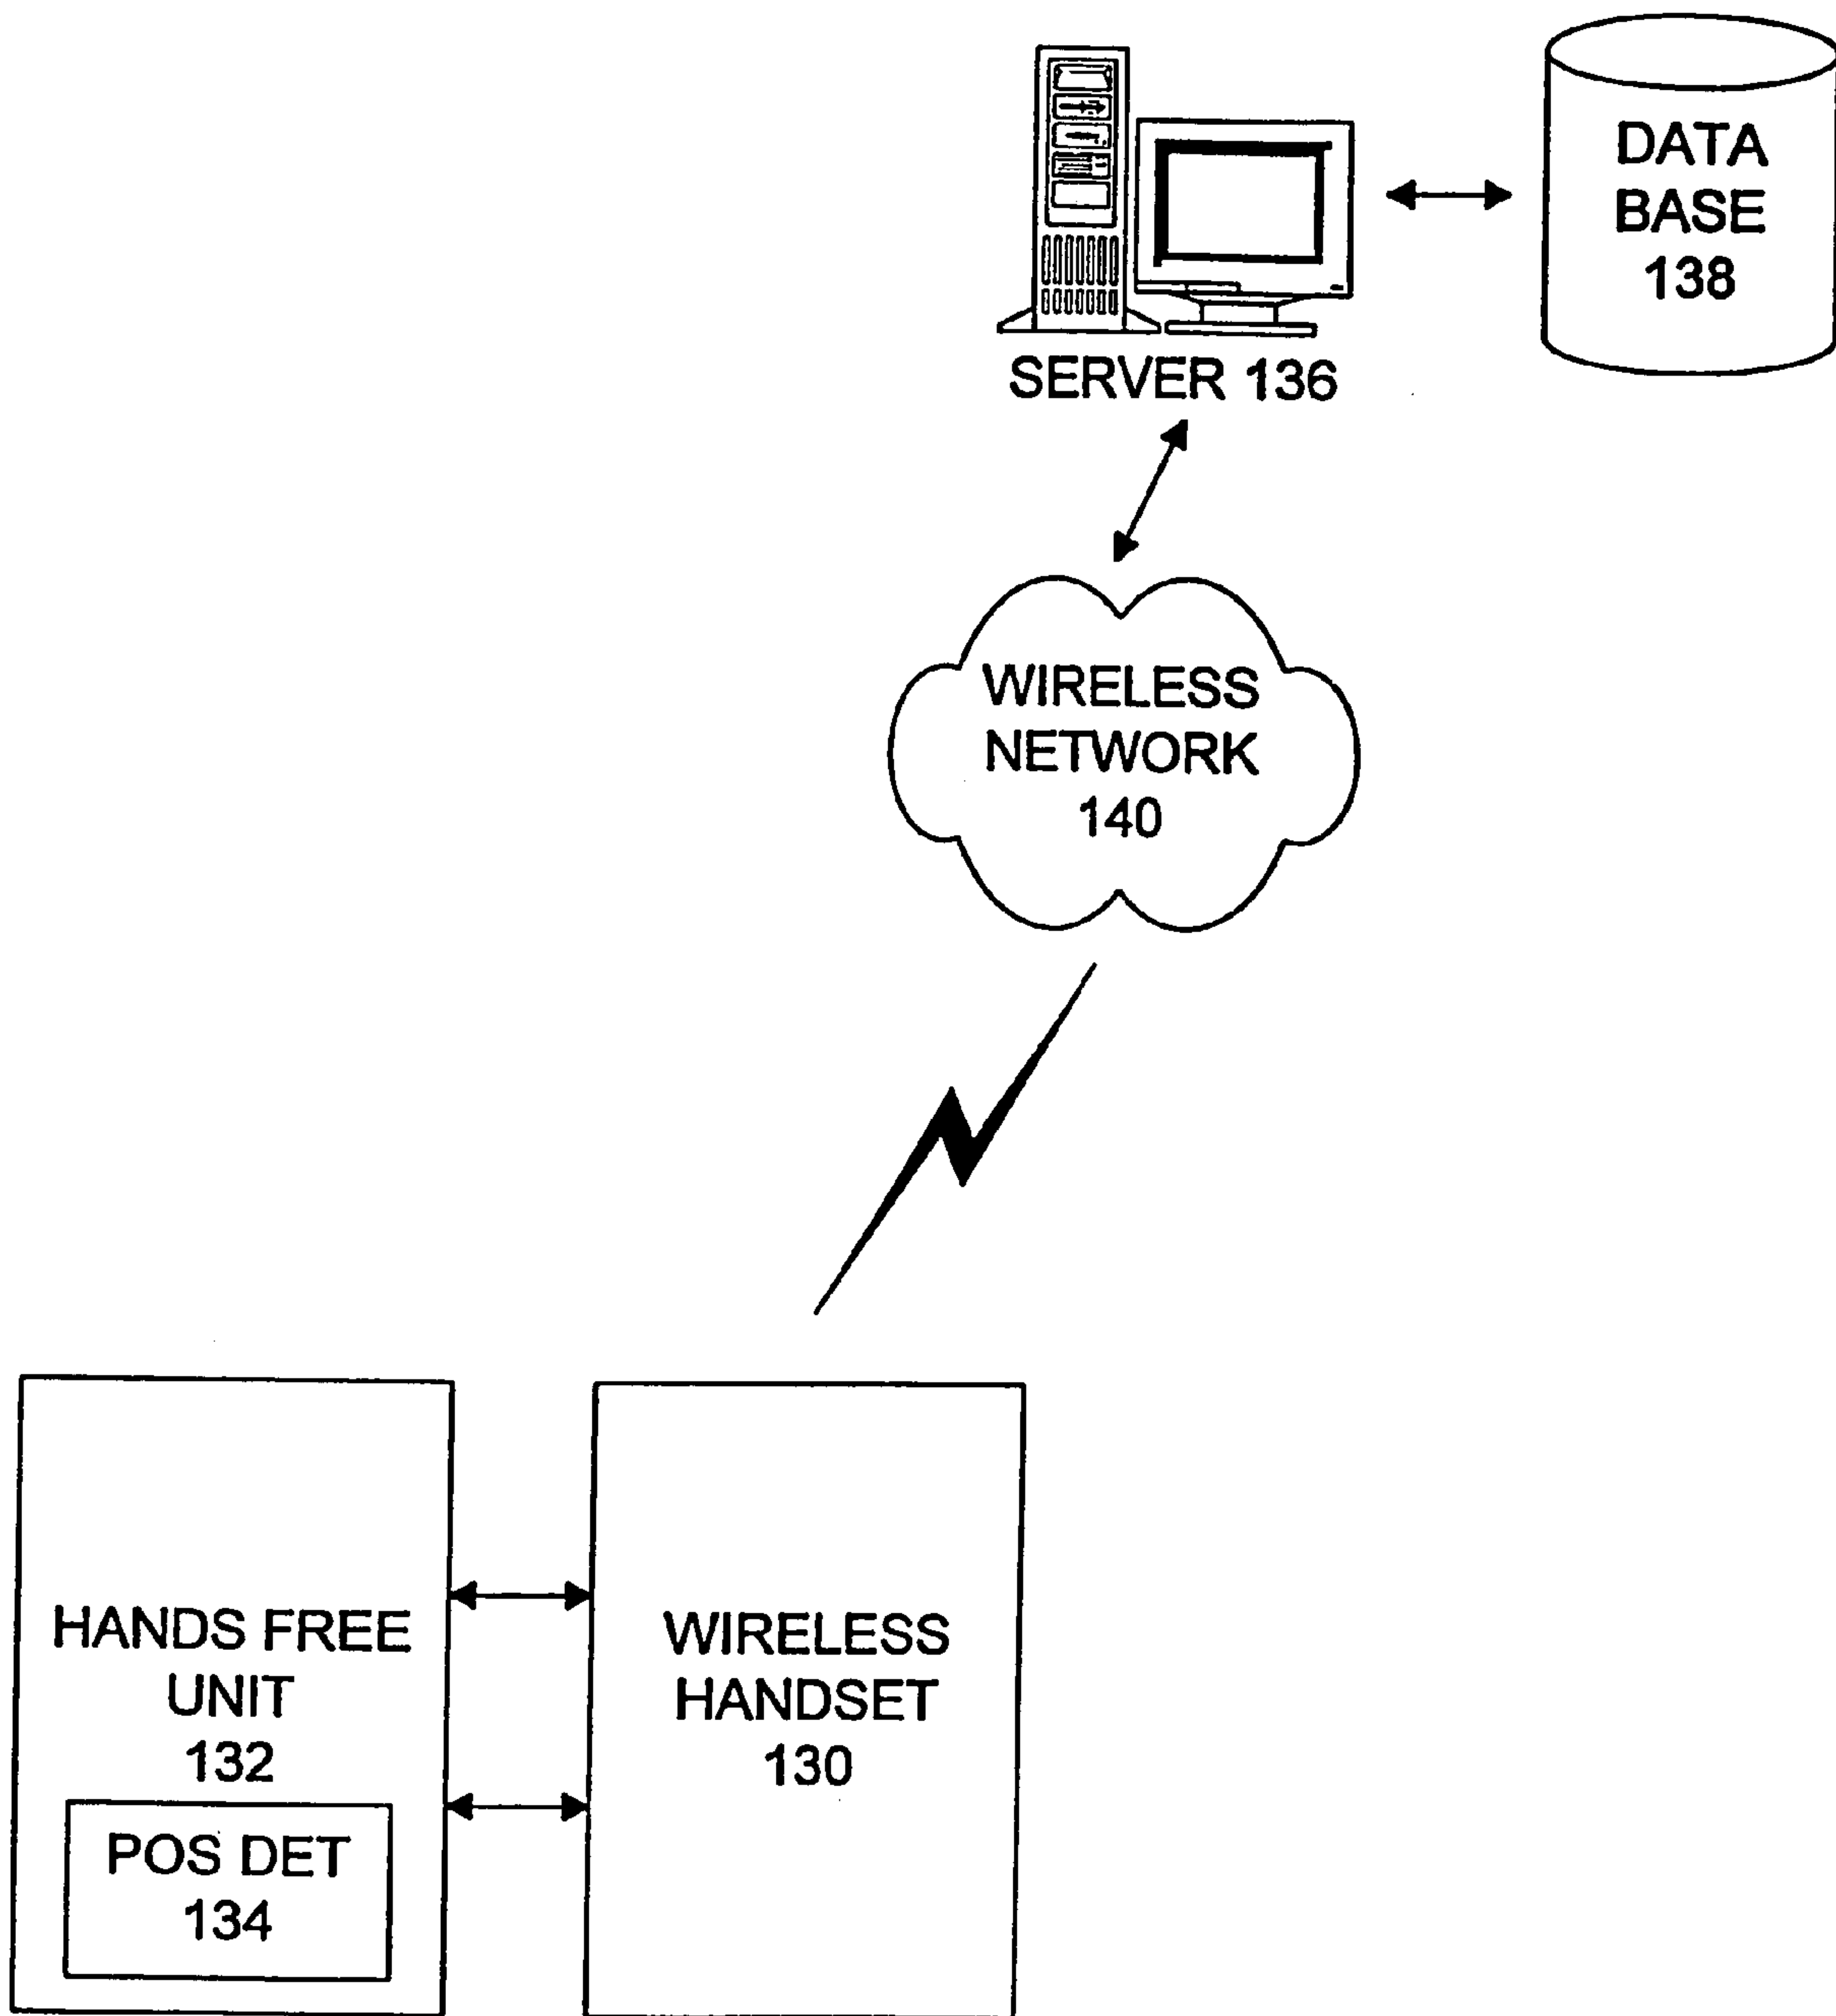 DATA
BASE
138
SERVER 136
WIRELESS
NETWORK
140
HANDS FREE
UNIT
132
POS DET
134
WIRELESS
HANDSET
130